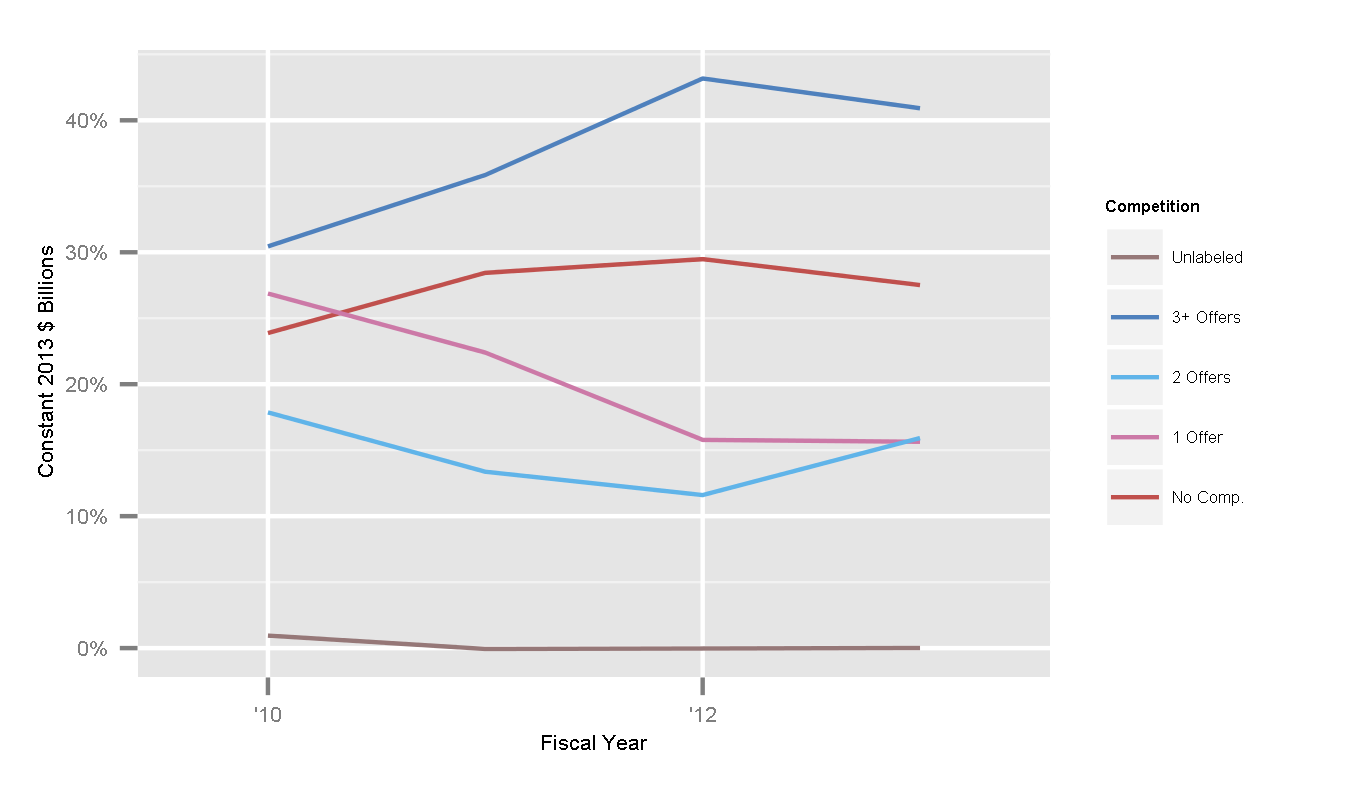 40%
30%
20%
10%
0%
Constant 2013 $ Billions
'10
'12
Fiscal Year
Competition
Unlabeled
3+ Offers
2 Offers
1 Offer
No Comp.